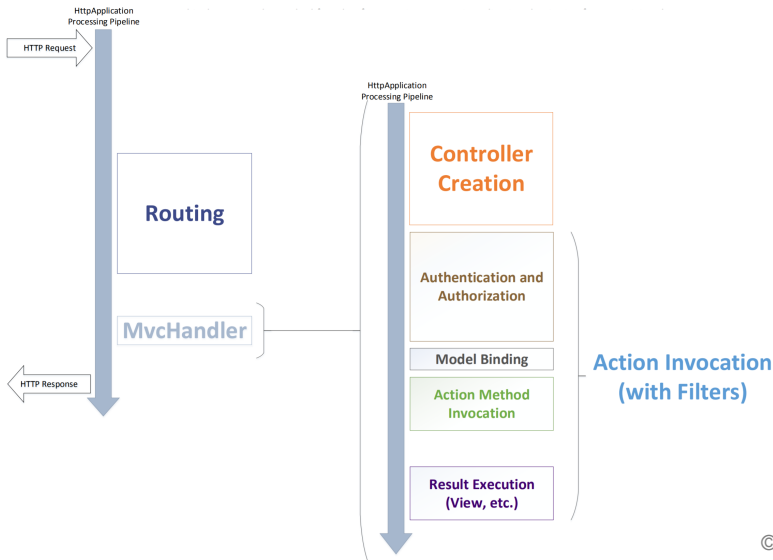 HttpApplication
Processing Pipeline
HTTP Request
Routing
MvcHandler
HTTP Response
HttpApplication
Processing Pipeline
Controller
Creation
Authentication and
Authorization
Model Binding
Action Method
Invocation
Result Execution
(View, etc.)
Action Invocation
(with Filters)
©